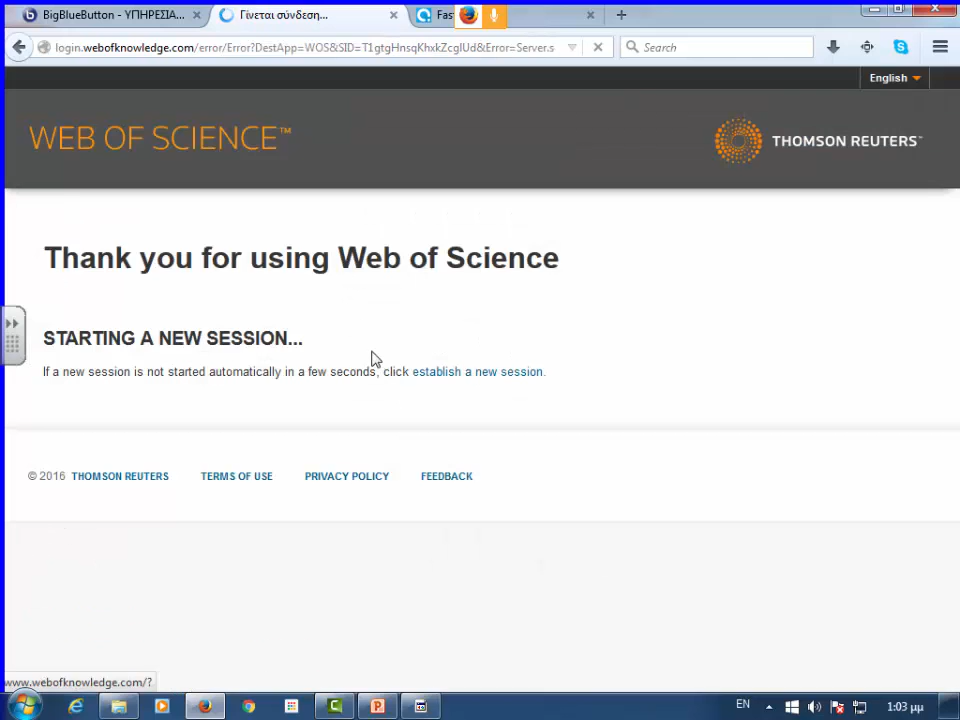 BigBlueButton - ΥΠΗΡΕΣΙΑ...
Γίνεται σύνδεση...
Fas
login.webofknowledge.com/error/Error?DestApp=WOS&SID=T1gtgHnsqKhxkZcgIUd&Error=Server.s
Search
English
WEB OF SCIENCE™
THOMSON REUTERS™
Thank you for using Web of Science
STARTING A NEW SESSION...
If a new session is not started automatically in a few seconds, click establish a new session.
© 2016 THOMSON REUTERS TERMS OF USE PRIVACY POLICY FEEDBACK
www.webofknowledge.com/?
EN
1:03 μμ